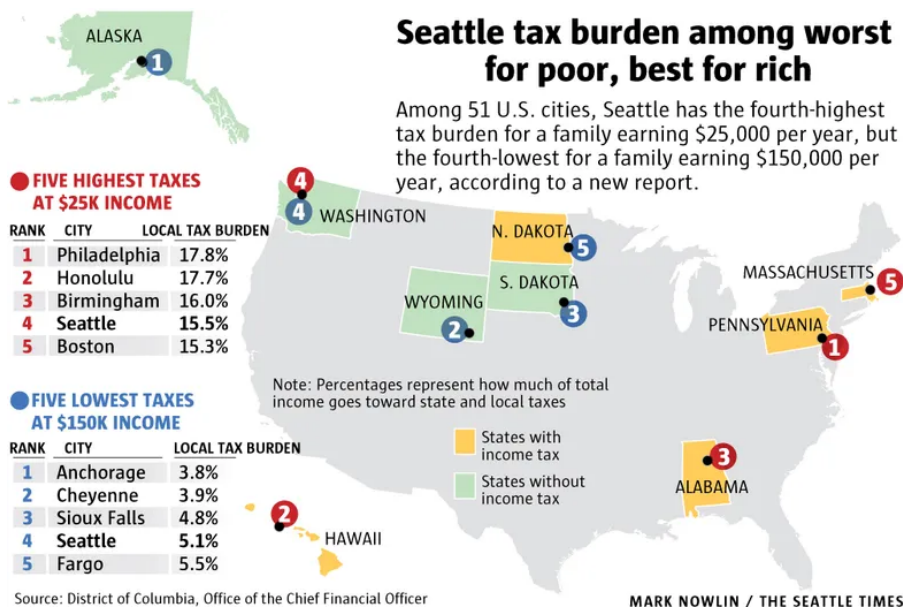 Seattle tax burden among worst
for poor, best for rich
Among 51 U.S. cities, Seattle has the fourth-highest
tax burden for a family earning $25,000 per year, but
the fourth-lowest for a family earning $150,000 per
year, according to a new report.
ALASKA
1
FIVE HIGHEST TAXES
AT $25K INCOME
RANK CITY LOCAL TAX BURDEN
1 Philadelphia 17.8%
2 Honolulu 17.7%
3 Birmingham 16.0%
4 Seattle 15.5%
5 Boston 15.3%
FIVE LOWEST TAXES
AT $150K INCOME
RANK CITY LOCAL TAX BURDEN
1 Anchorage 3.8%
2 Cheyenne 3.9%
3 Sioux Falls 4.8%
4 Seattle 5.1%
5 Fargo 5.5%
4
4
WASHINGTON
N. DAKOTA
5
S. DAKOTA
3
WYOMING
2
MASSACHUSETTS
5
PENNSYLVANIA
1
Note: Percentages represent how much of total
income goes toward state and local taxes
States with
income tax
States without
income tax
3
ALABAMA
2
HAWAII
Source: District of Columbia, Office of the Chief Financial Officer
MARK NOWLIN / THE SEATTLE TIMES